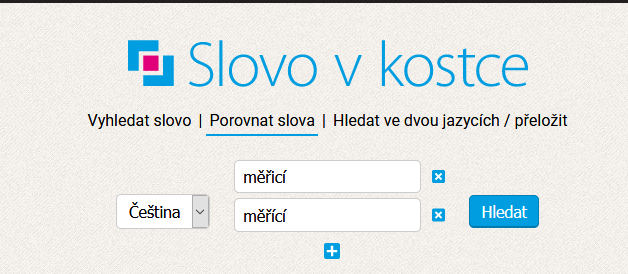 Slovo v kostce
Vyhledat slovo | Porovnat slova | Hledat ve dvou jazycích / přeložit
měřicí
Čeština
měřící
Hledat